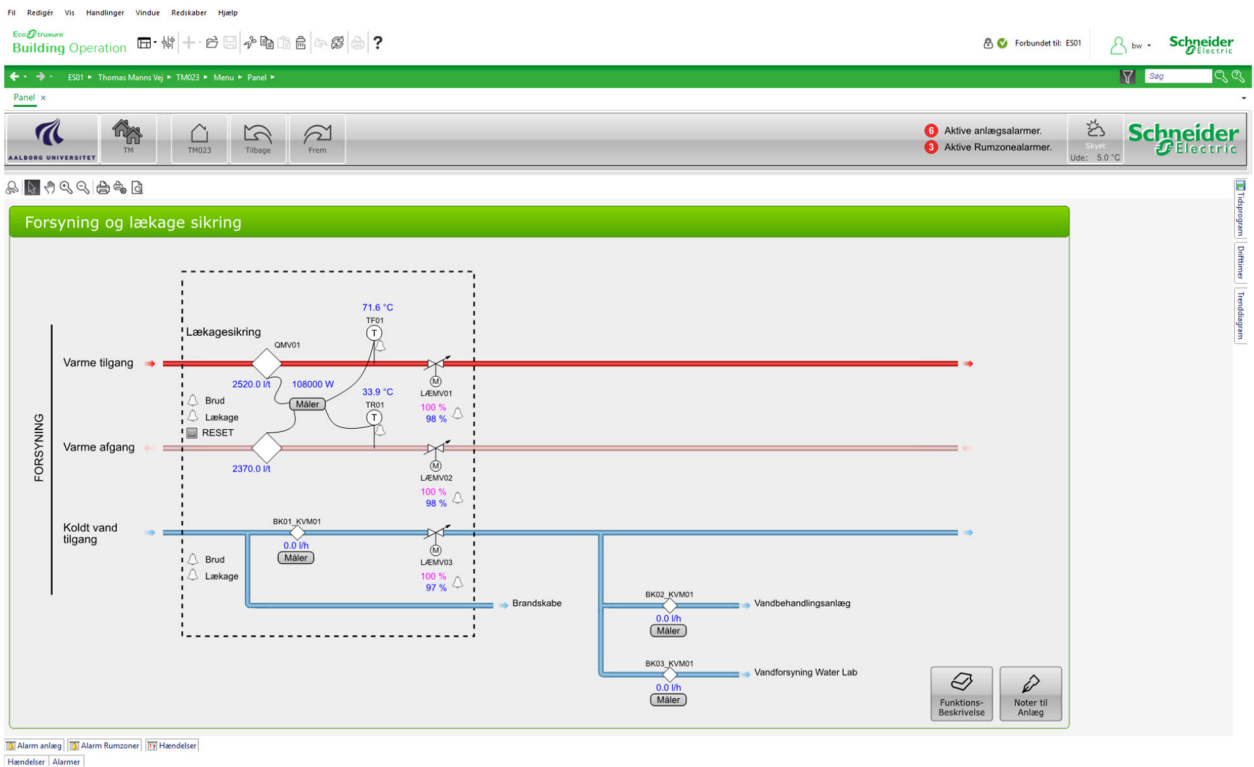 Fil Redigér Vis Handlinger Vindue Redskaber Hjælp
EcoStruxure
Building Operation
?
Forbundet til: ES01
bw
Schneider
Electric
ES01 Thomas Manns Vej TM023 Menu Panel
Søg
Panel ×
AALBORG UNIVERSITET
TM
TM023
Tilbage
Frem
6 Aktive anlægsalarmer.
3 Aktive Rumzonealarmer.
Skyet
Ude: 5.0 °C
Schneider
Electric
Tidsprogram
Drifttimer
Trenddiagram
Forsyning og lækage sikring
FORSYNING
Lækagesikring
71.6 °C
TF01
T
QMV01
Varme tilgang
2520.0 l/t
108000 W
Måler
33.9 °C
TR01
T
M
LÆMV01
100 %
98 %
Brud
Lækage
RESET
Varme afgang
2370.0 l/t
M
LÆMV02
100 %
98 %
Koldt vand
tilgang
BK01_KVM01
0.0 l/h
Måler
M
LÆMV03
100 %
97 %
Brud
Lækage
Brandskabe
BK02_KVM01
Vandbehandlingsanlæg
0.0 l/h
Måler
BK03_KVM01
Vandforsyning Water Lab
0.0 l/h
Måler
Funktions-
Beskrivelse
Noter til
Anlæg
Alarm anlæg Alarm Rumzoner Hændelser
Hændelser Alarmer